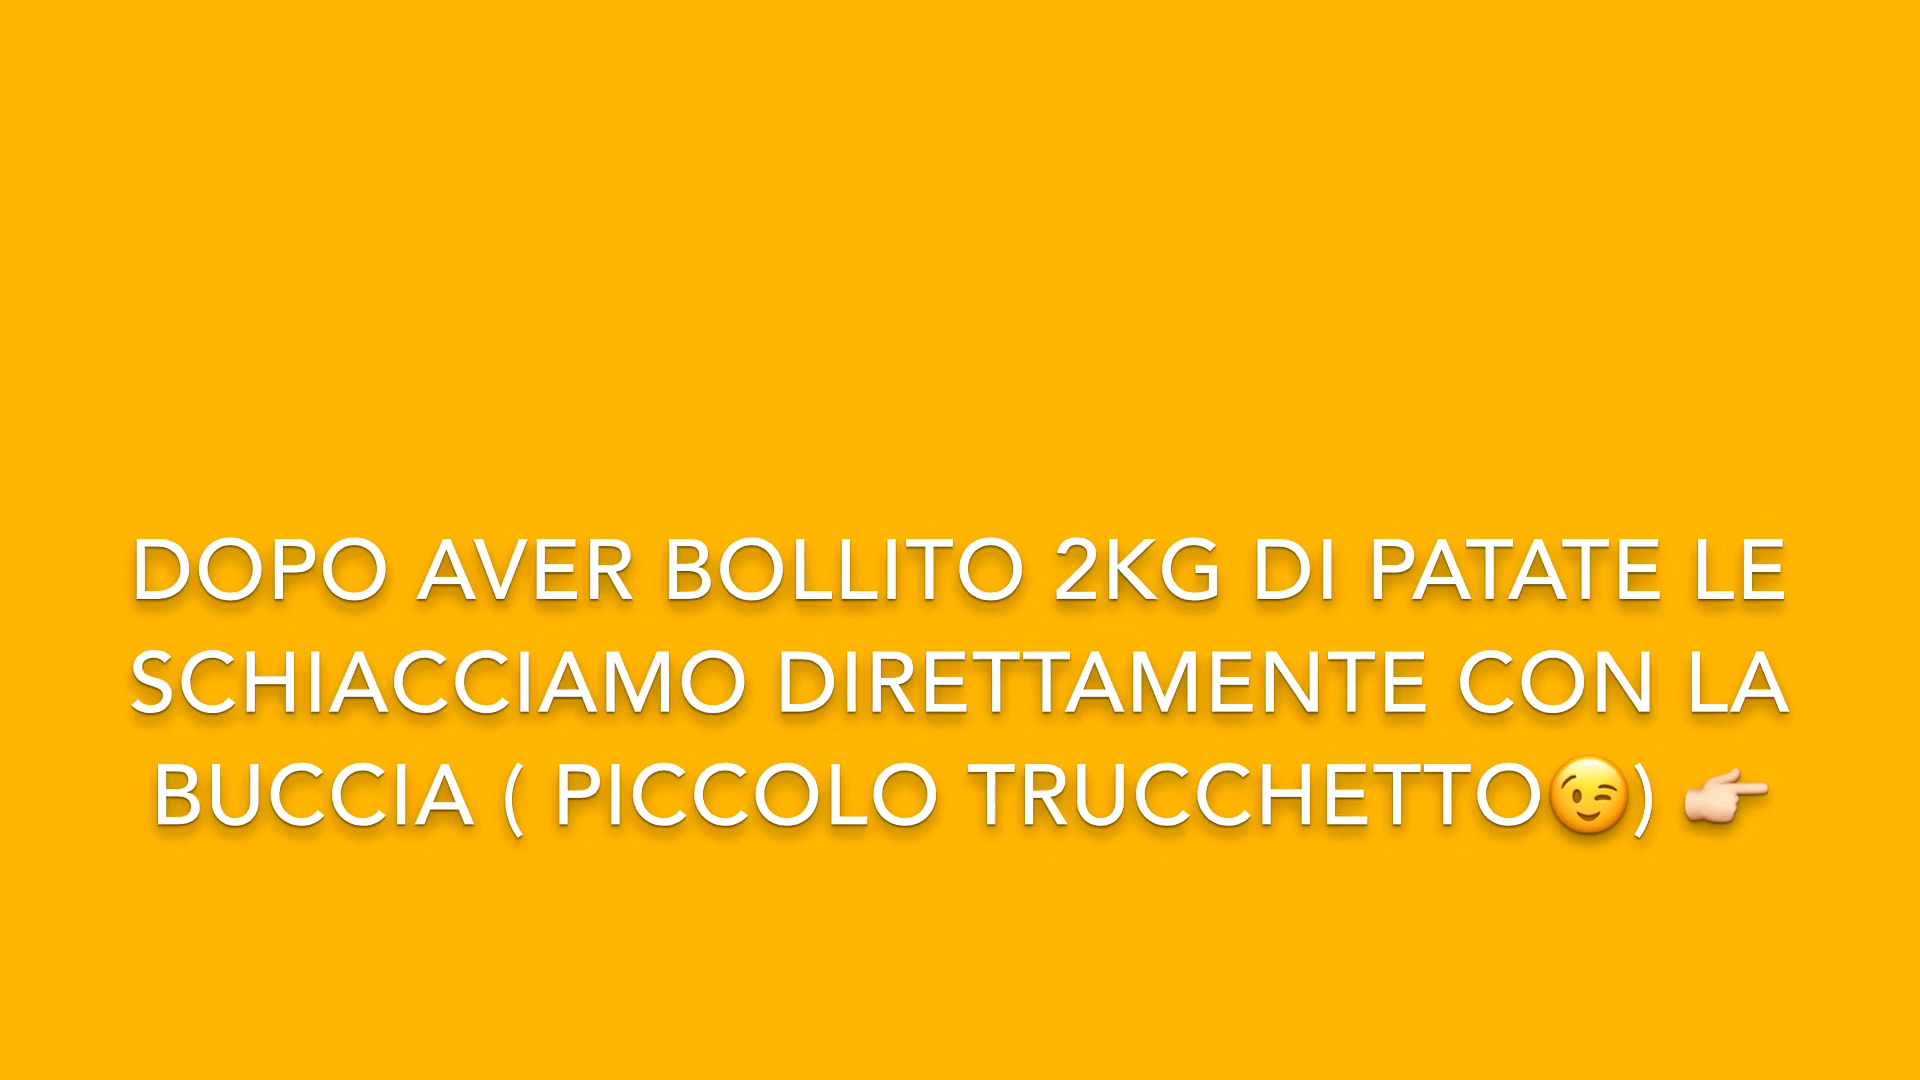 DOPO AVER BOLLITO 2KG DI PATATE LE
SCHIACCIAMO DIRETTAMENTE CON LA
BUCCIA ( PICCOLO TRUCCHETTO😉) 👉🏻